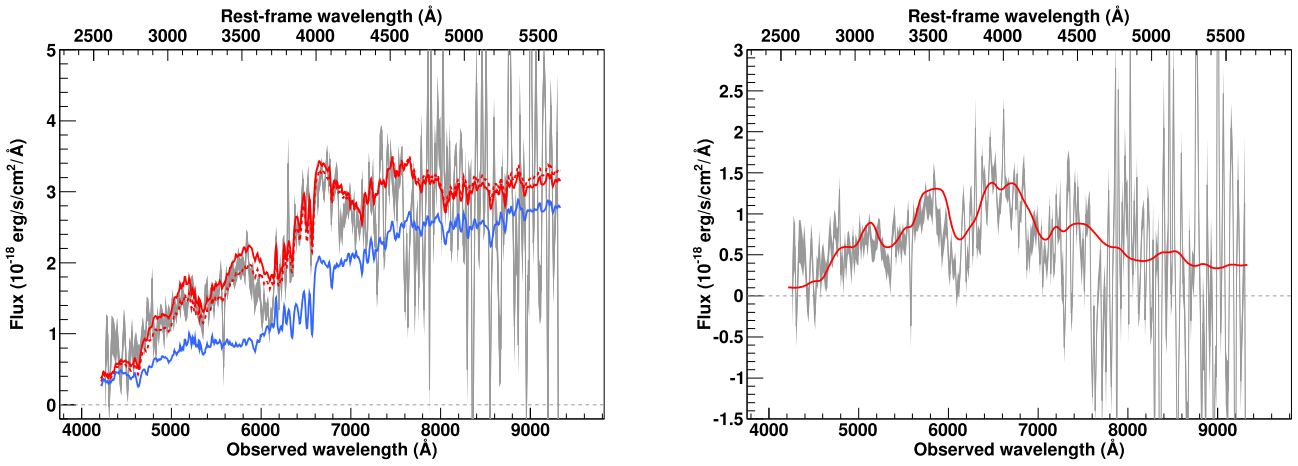 Rest-frame wavelength (Å)
2500 3000 3500 4000 4500 5000 5500
Flux (10⁻¹⁸ erg/s/cm²/Å)
5
4
3
2
1
0
4000 5000 6000 7000 8000 9000
Observed wavelength (Å)
Rest-frame wavelength (Å)
2500 3000 3500 4000 4500 5000 5500
Flux (10⁻¹⁸ erg/s/cm²/Å)
3
2.5
2
1.5
1
0.5
0
-0.5
-1
-1.5
4000 5000 6000 7000 8000 9000
Observed wavelength (Å)